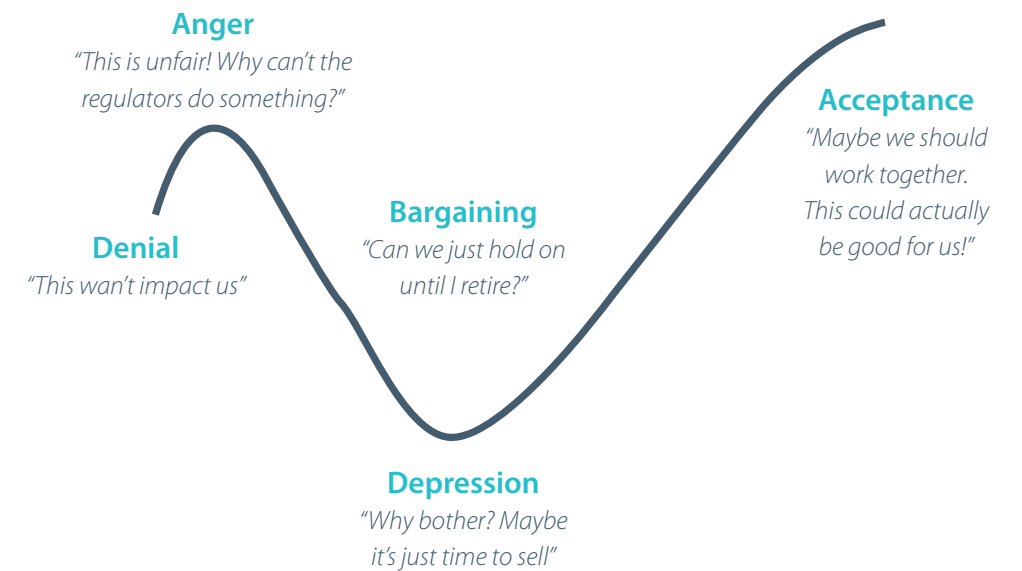 Anger
“This is unfair! Why can’t the
regulators do something?”
Denial
“This wan’t impact us”
Bargaining
“Can we just hold on
until I retire?”
Depression
“Why bother? Maybe
it’s just time to sell”
Acceptance
“Maybe we should
work together.
This could actually
be good for us!”